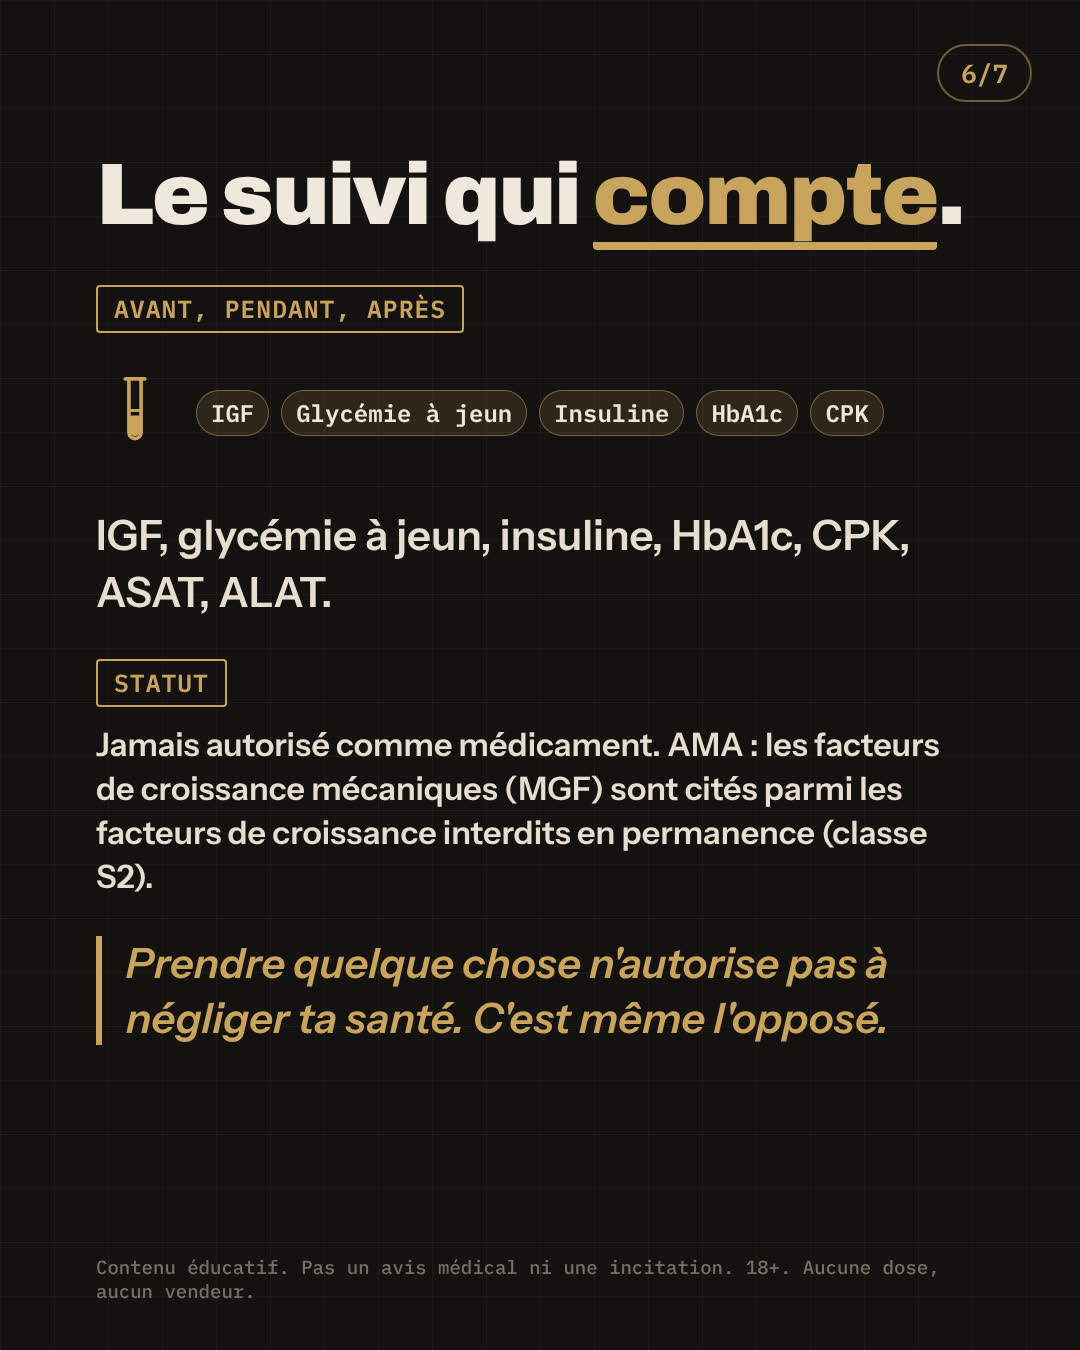 6/7
Le suivi qui compte.
AVANT, PENDANT, APRÈS
IGF Glycémie à jeun Insuline HbA1c CPK
IGF, glycémie à jeun, insuline, HbA1c, CPK,
ASAT, ALAT.
STATUT
Jamais autorisé comme médicament. AMA : les facteurs
de croissance mécaniques (MGF) sont cités parmi les
facteurs de croissance interdits en permanence (classe
S2).
Prendre quelque chose n'autorise pas à
négliger ta santé. C'est même l'opposé.
Contenu éducatif. Pas un avis médical ni une incitation. 18+. Aucune dose,
aucun vendeur.